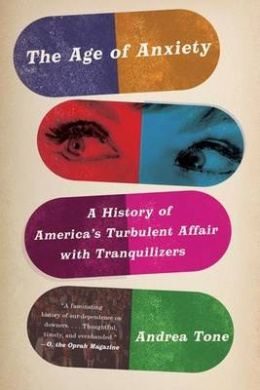 The Age of Anxiety
A History of
America's Turbulent Affair
with Tranquilizers
"A fascinating
history of our dependence on
downers. . . . Thoughtful,
timely, and evenhanded."
—O, the Oprah Magazine
Andrea Tone